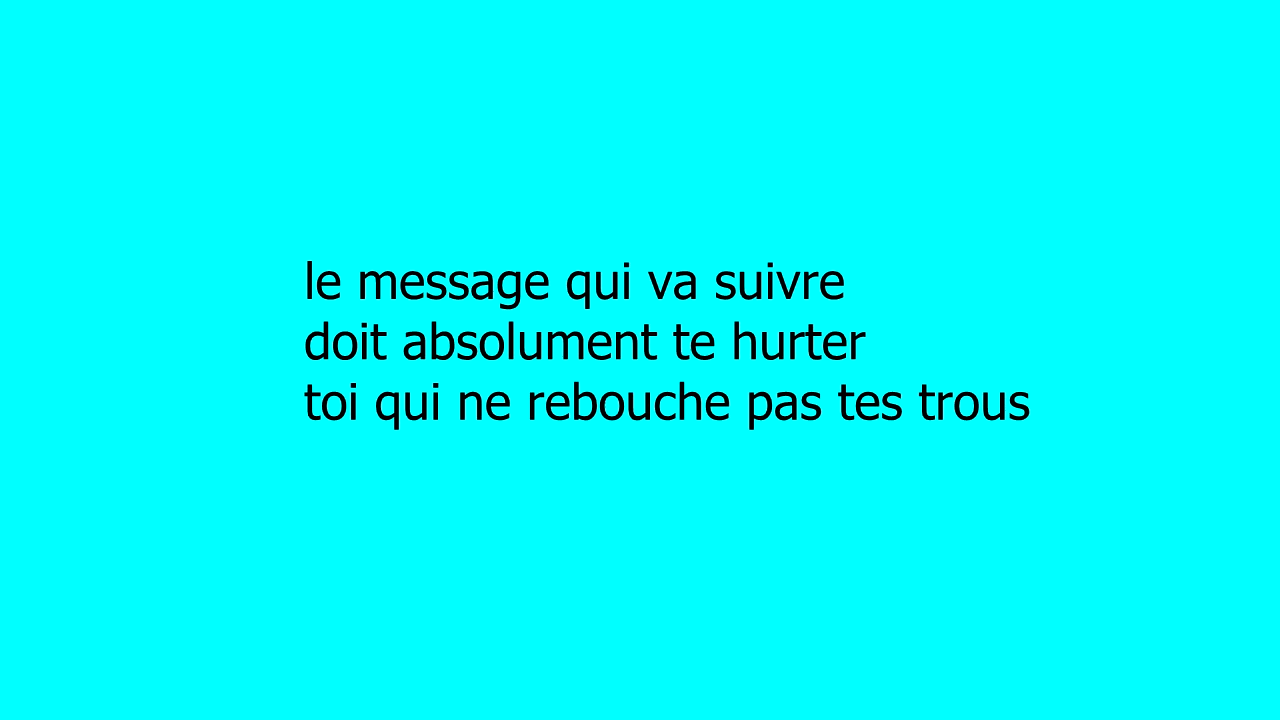 le message qui va suivre
doit absolument te hurter
toi qui ne rebouche pas tes trous